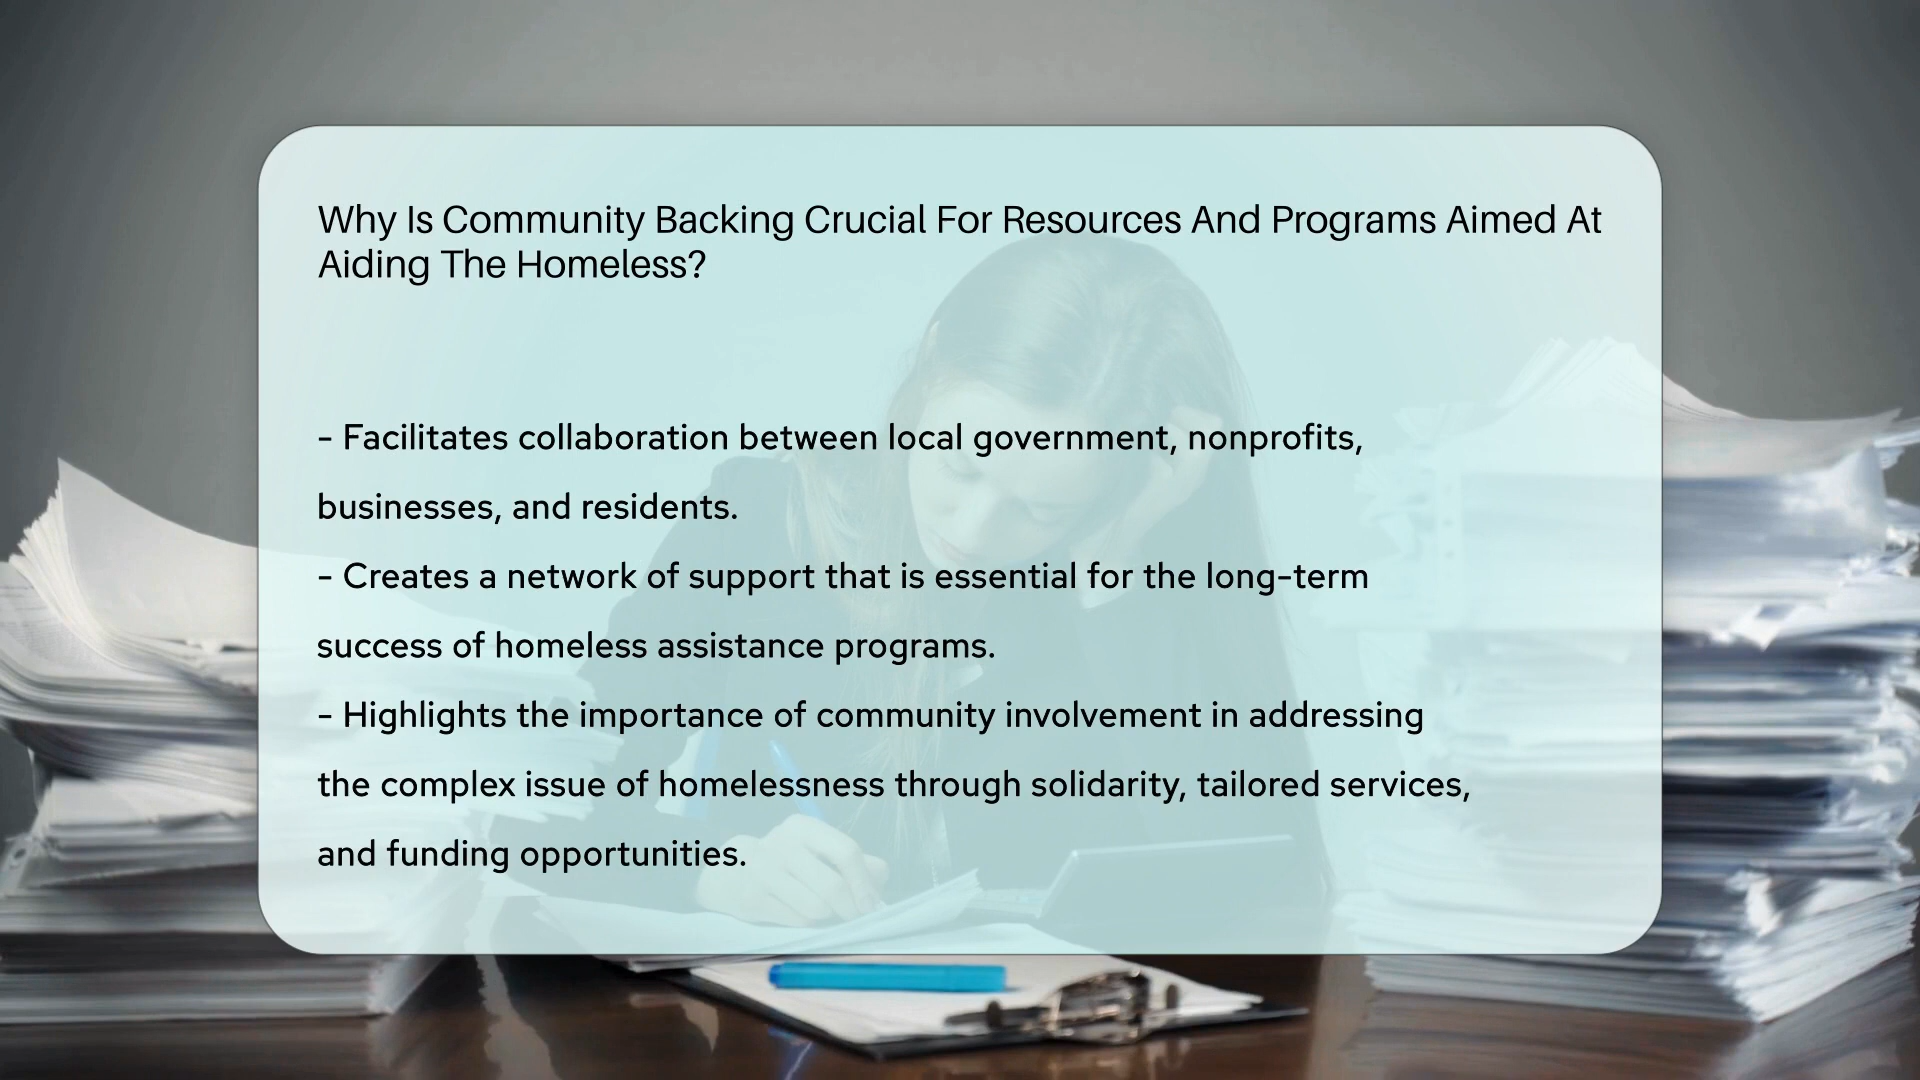 Why Is Community Backing Crucial For Resources And Programs Aimed At
Aiding The Homeless?
- Facilitates collaboration between local government, nonprofits,
businesses, and residents.
- Creates a network of support that is essential for the long-term
success of homeless assistance programs.
- Highlights the importance of community involvement in addressing
the complex issue of homelessness through solidarity, tailored services,
and funding opportunities.